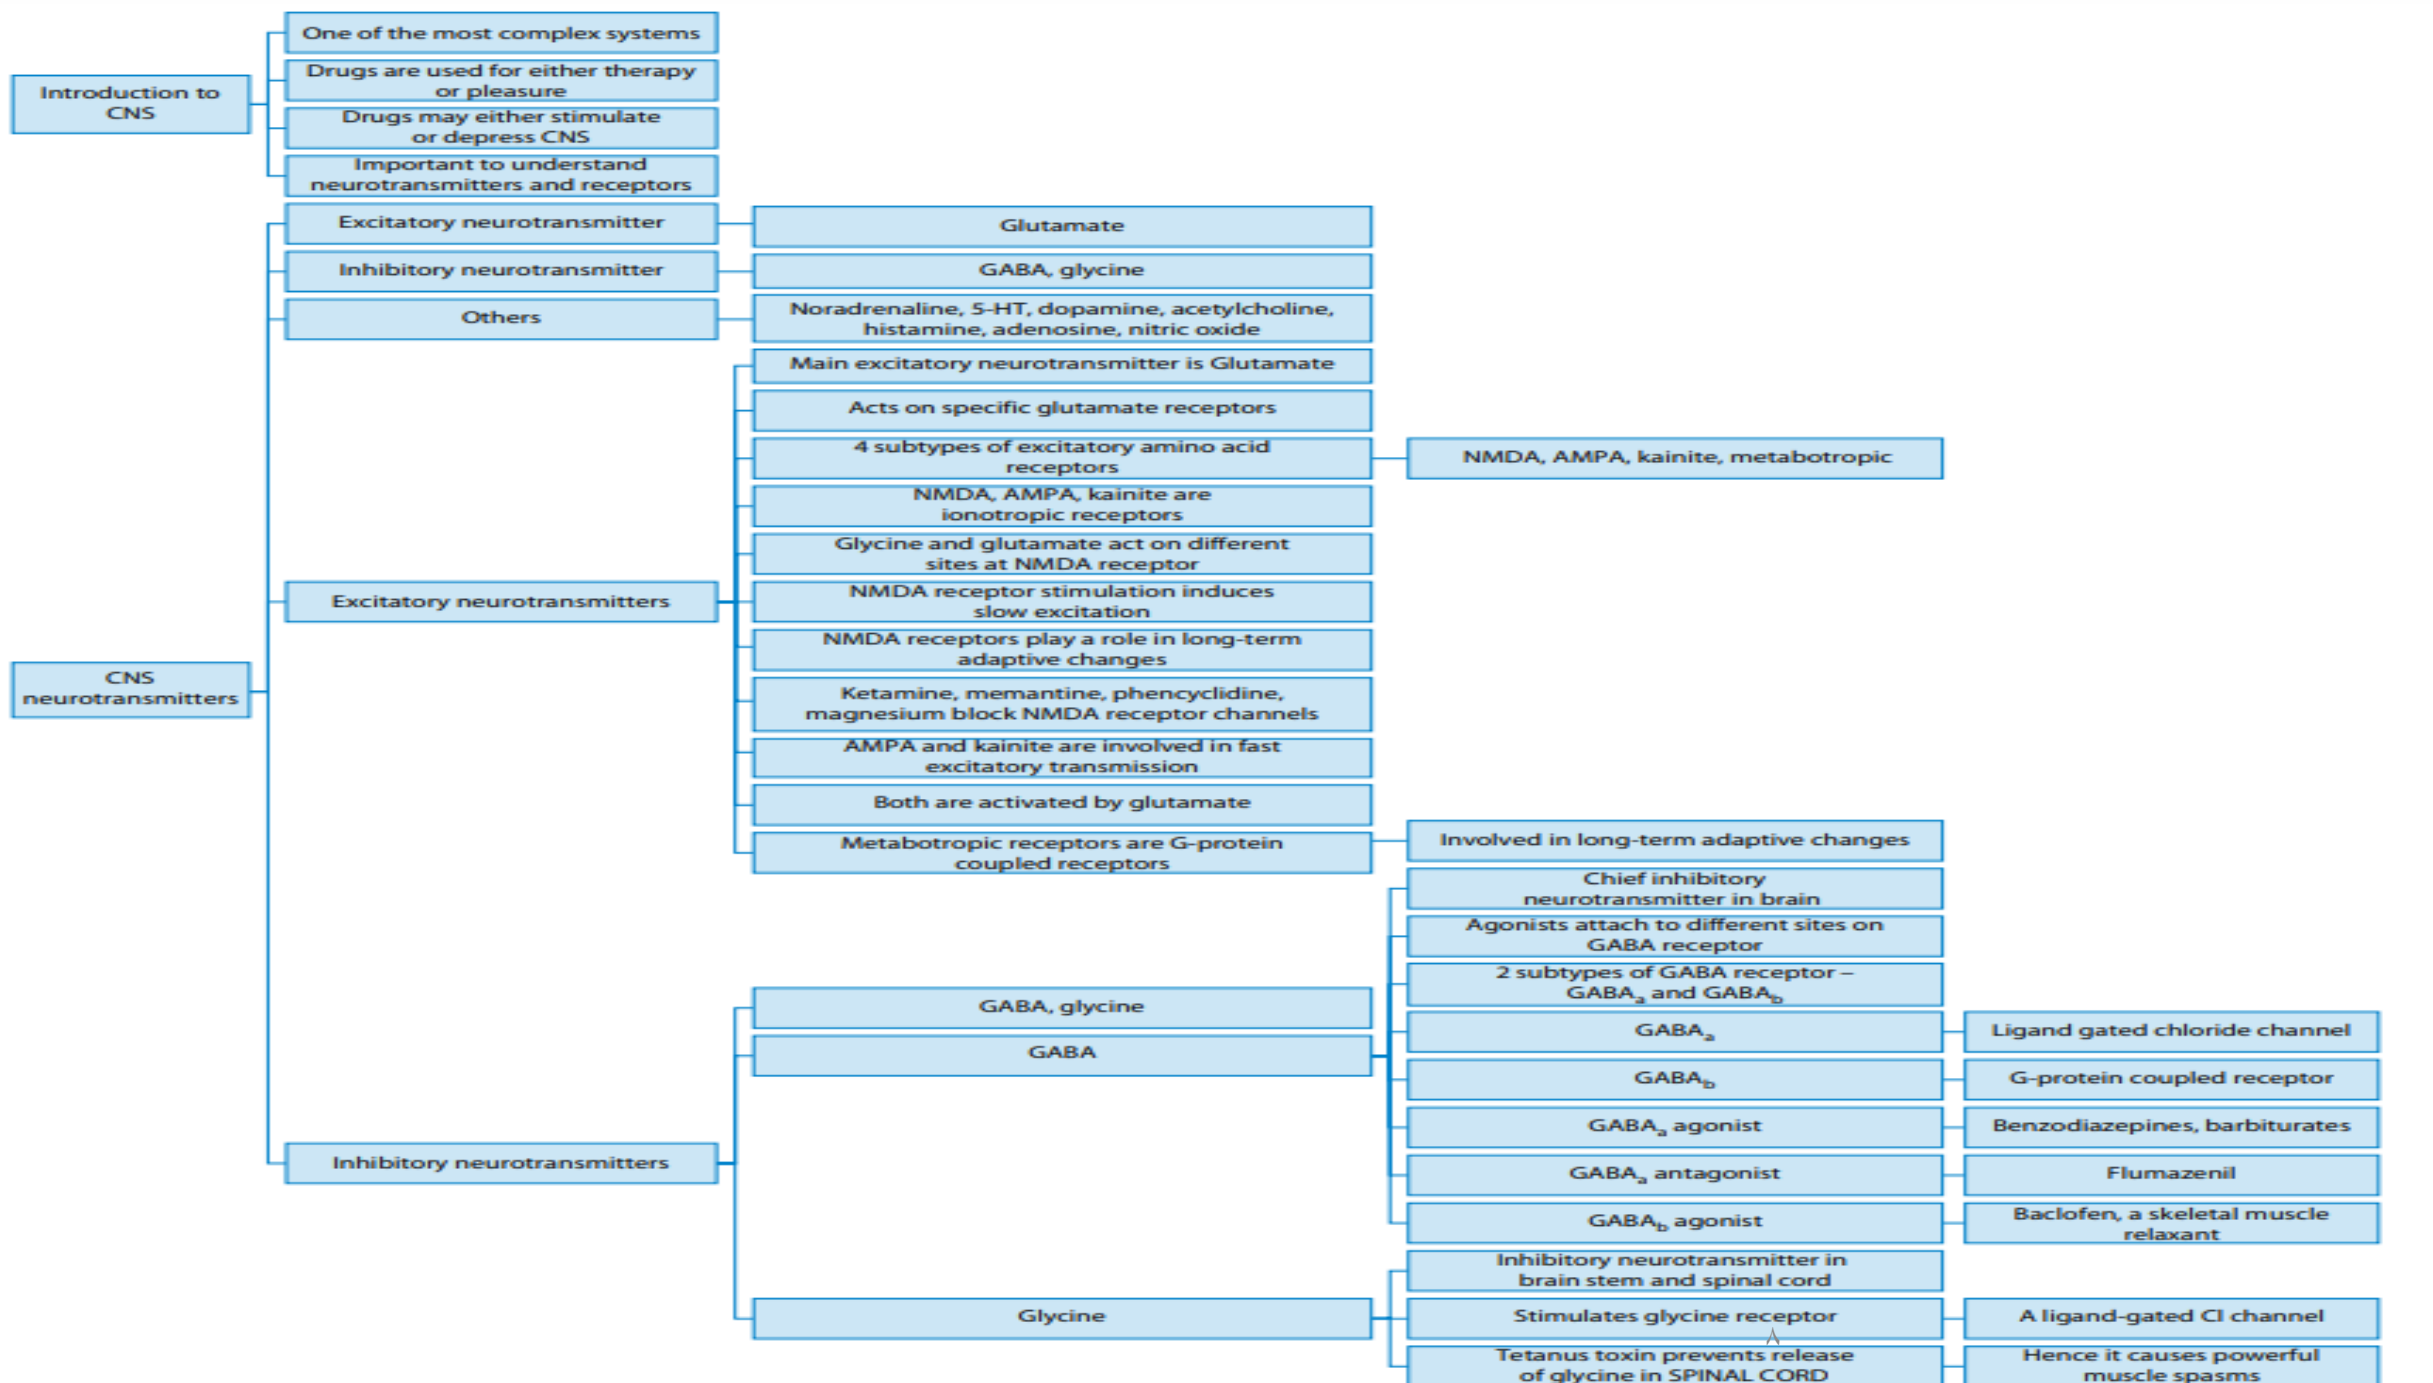 Introduction to
CNS
One of the most complex systems
Drugs are used for either therapy
or pleasure
Drugs may either stimulate
or depress CNS
Important to understand
neurotransmitters and receptors
CNS
neurotransmitters
Excitatory neurotransmitter
Glutamate
Inhibitory neurotransmitter
GABA, glycine
Others
Noradrenaline, 5-HT, dopamine, acetylcholine,
histamine, adenosine, nitric oxide
Excitatory neurotransmitters
Main excitatory neurotransmitter is Glutamate
Acts on specific glutamate receptors
4 subtypes of excitatory amino acid
receptors
NMDA, AMPA, kainite, metabotropic
NMDA, AMPA, kainite are
ionotropic receptors
Glycine and glutamate act on different
sites at NMDA receptor
NMDA receptor stimulation induces
slow excitation
NMDA receptors play a role in long-term
adaptive changes
Ketamine, memantine, phencyclidine,
magnesium block NMDA receptor channels
AMPA and kainite are involved in fast
excitatory transmission
Both are activated by glutamate
Metabotropic receptors are G-protein
coupled receptors
Involved in long-term adaptive changes
Inhibitory neurotransmitters
GABA, glycine
GABA
Chief inhibitory
neurotransmitter in brain
Agonists attach to different sites on
GABA receptor
2 subtypes of GABA receptor –
GABAa and GABAb
GABAa
Ligand gated chloride channel
GABAb
G-protein coupled receptor
GABAa agonist
Benzodiazepines, barbiturates
GABAa antagonist
Flumazenil
GABAb agonist
Baclofen, a skeletal muscle
relaxant
Glycine
Inhibitory neurotransmitter in
brain stem and spinal cord
Stimulates glycine receptor
A ligand-gated Cl channel
Tetanus toxin prevents release
of glycine in SPINAL CORD
Hence it causes powerful
muscle spasms